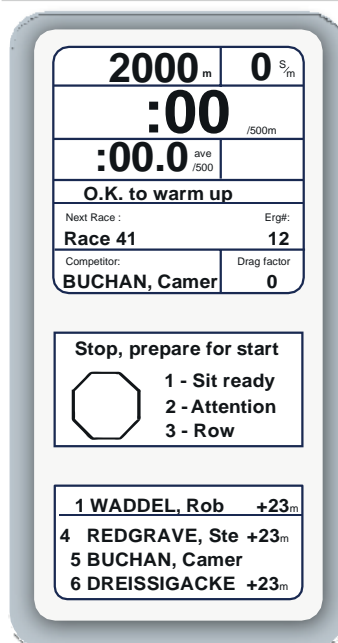 2000 m 0 S/m
:00 /500m
:00.0 ave /500
O.K. to warm up
Next Race : Erg#:
Race 41 12
Competitor: Drag factor
BUCHAN, Camer 0
Stop, prepare for start
1 - Sit ready
2 - Attention
3 - Row
1 WADDEL, Rob +23m
4 REDGRAVE, Ste +23m
5 BUCHAN, Camer
6 DREISSIGACKE +23m